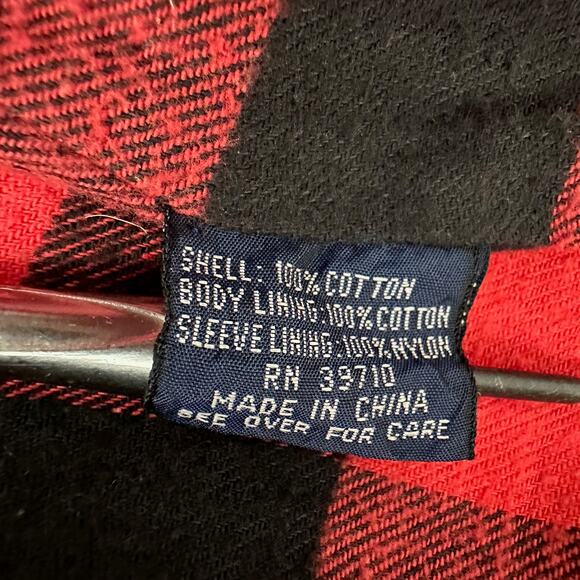 SHELL: 100% COTTON
BODY LINING: 100% COTTON
SLEEVE LINING: 100% NYLON
RN 39710
MADE IN CHINA
SEE OVER FOR CARE